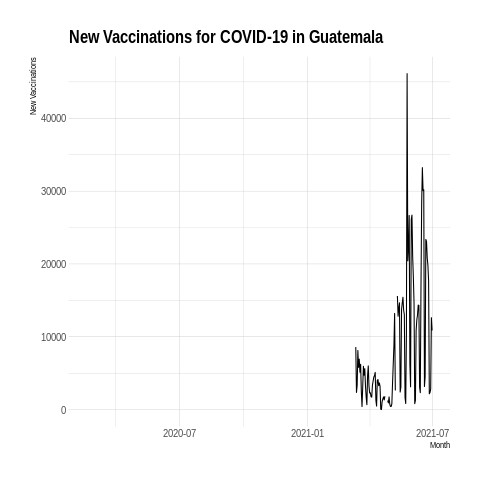 New Vaccinations for COVID-19 in Guatemala
New Vaccinations
40000
30000
20000
10000
0
2020-07
2021-01
2021-07
Month